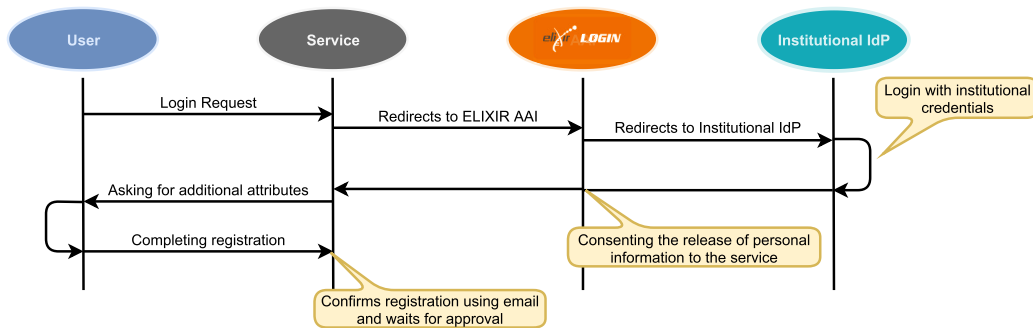 User
Service
elixir LOGIN
Institutional IdP
Login with institutional
credentials
Login Request
Redirects to ELIXIR AAI
Redirects to Institutional IdP
Asking for additional attributes
Completing registration
Consenting the release of personal
information to the service
Confirms registration using email
and waits for approval